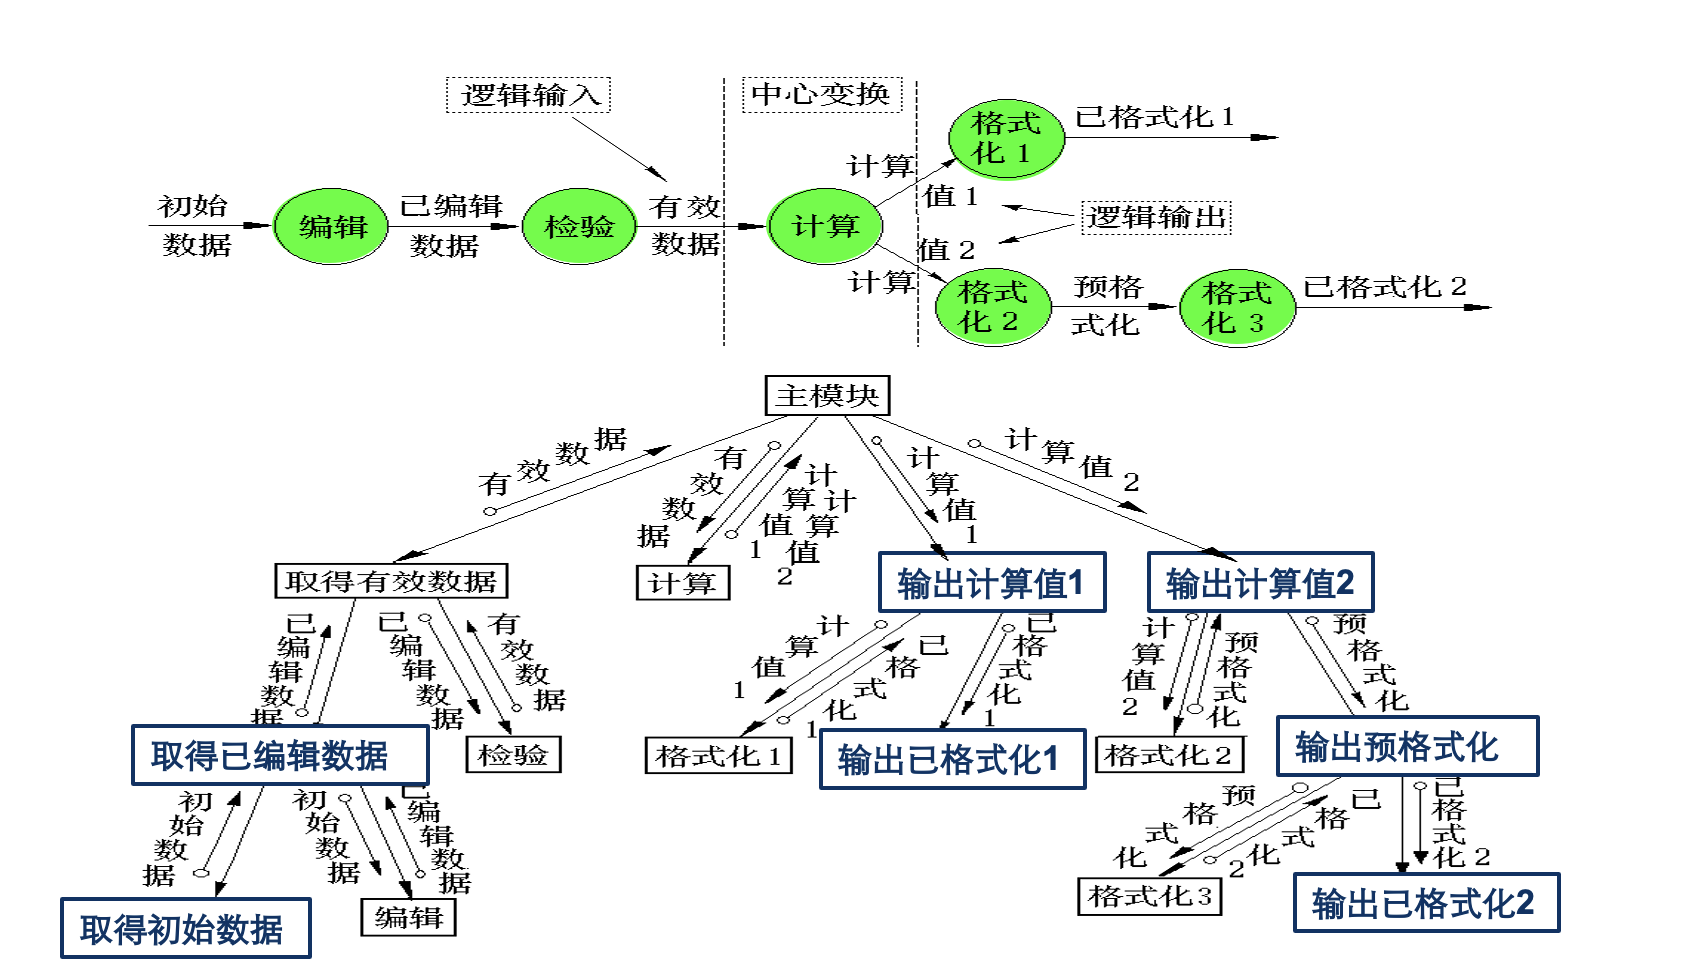 逻辑输入
中心变换
格式
化 1
已格式化 1
计算
值 1
初始
数据
编辑
已编辑
数据
检验
有效
数据
计算
逻辑输出
值 2
计算
格式
化 2
预格
式化
格式
化 3
已格式化 2
主模块
有效数据
有效数据
计算值1
计算值2
计算值1
计算值2
取得有效数据
计算
输出计算值1
输出计算值2
已编辑数据
已编辑数据
有效数据
计算值1
已格式化1
已格式化1
计算值2
预格式化
预格式化
取得已编辑数据
检验
格式化 1
输出已格式化1
格式化 2
输出预格式化
初始数据
初始数据
已编辑数据
预格式化
已格式化2
已格式化2
取得初始数据
编辑
格式化 3
输出已格式化2